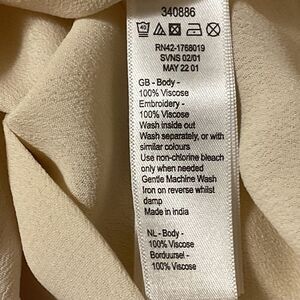 340886
40
RN42-1768019
SVNS 02/01
MAY 22 01
GB - Body -
100% Viscose
Embroidery -
100% Viscose
Wash inside out
Wash separately, or with
similar colours
Use non-chlorine bleach
only when needed
Gentle Machine Wash
Iron on reverse whilst
damp
Made in india
NL - Body -
100% Viscose
Borduursel -
100% Viscose